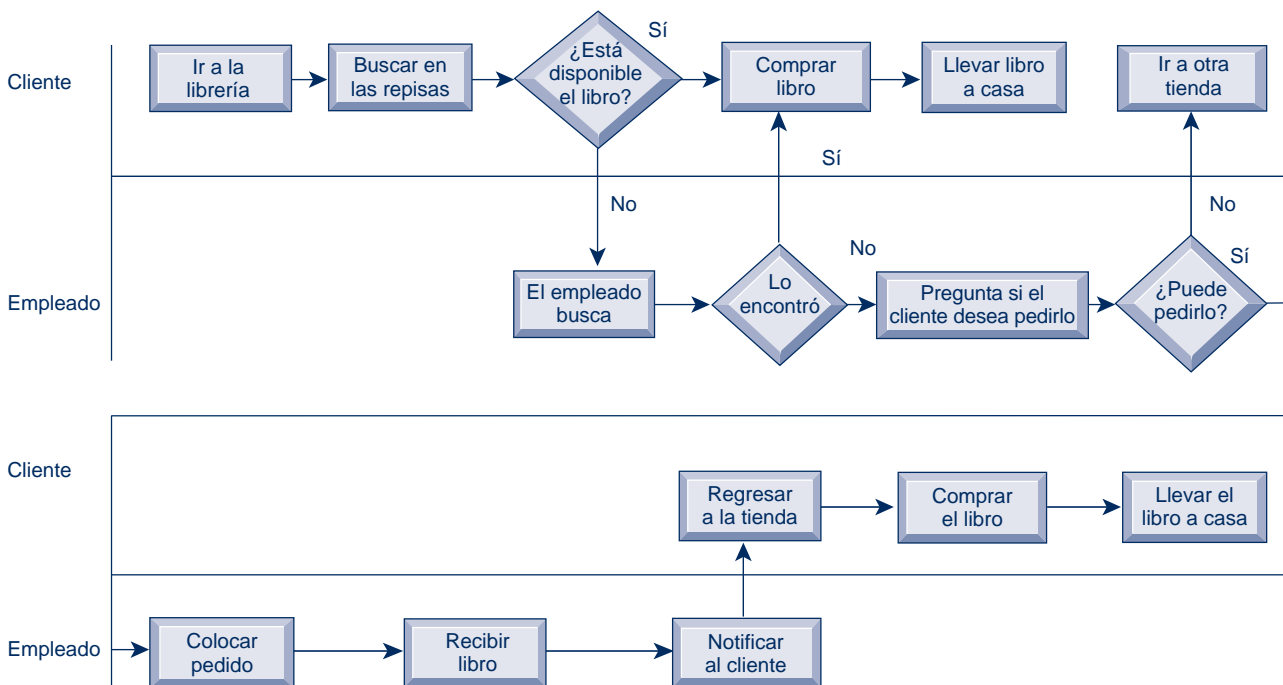 Cliente
Ir a la
librería
Buscar en
las repisas
¿Está
disponible
el libro?
Sí
Comprar
libro
Llevar libro
a casa
Ir a otra
tienda
Sí
No
No
Empleado
El empleado
busca
Lo
encontró
No
Pregunta si el
cliente desea pedirlo
¿Puede
pedirlo?
Sí
Cliente
Regresar
a la tienda
Comprar
el libro
Llevar el
libro a casa
Empleado
Colocar
pedido
Recibir
libro
Notificar
al cliente